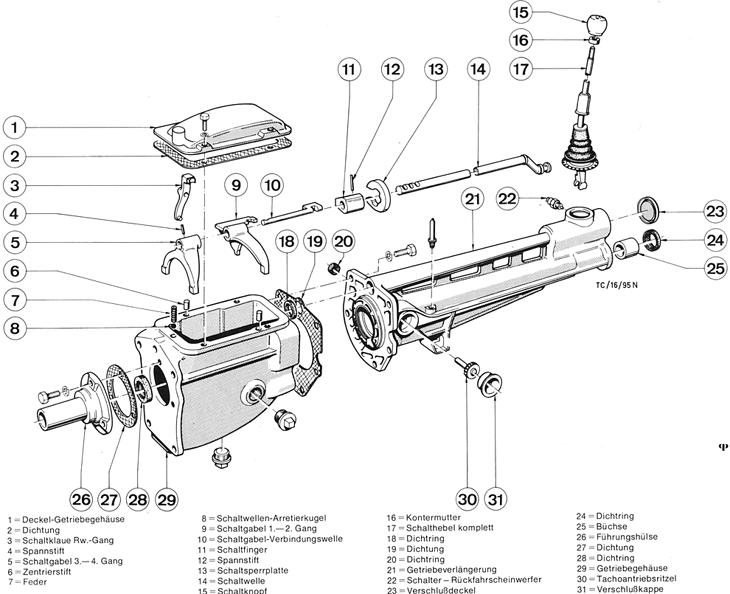 15
16
17
11
12
13
14
1
2
3
9
10
4
5
6
7
8
18
19
20
21
22
23
24
25
TC/16/95 N
26
27
28
29
30
31
1 = Deckel-Getriebegehäuse
2 = Dichtung
3 = Schaltklaue Rw.-Gang
4 = Spannstift
5 = Schaltgabel 3.—4. Gang
6 = Zentrierstift
7 = Feder
8 = Schaltwellen-Arretierkugel
9 = Schaltgabel 1.—2. Gang
10 = Schaltgabel-Verbindungswelle
11 = Schaltfinger
12 = Spannstift
13 = Schaltsperrplatte
14 = Schaltwelle
15 = Schaltknopf
16 = Kontermutter
17 = Schalthebel komplett
18 = Dichtring
19 = Dichtung
20 = Dichtring
21 = Getriebeverlängerung
22 = Schalter – Rückfahrscheinwerfer
23 = Verschlußdeckel
24 = Dichtring
25 = Büchse
26 = Führungshülse
27 = Dichtung
28 = Dichtring
29 = Getriebegehäuse
30 = Tachoantriebsritzel
31 = Verschlußkappe